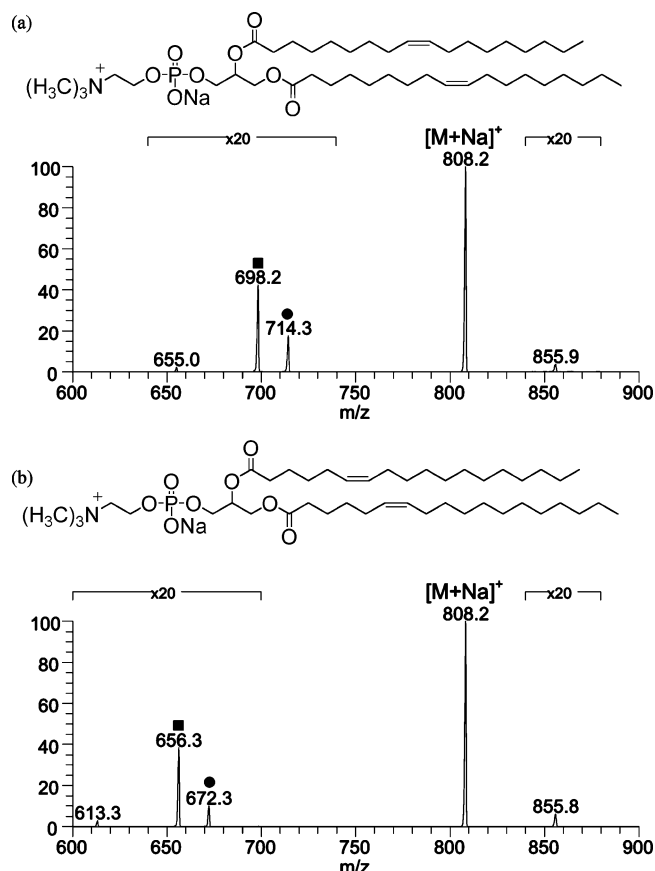 (a)
O
O
O
(H₃C.)₃N⁺
O
P
O
O
ONa
O
x20
[M+Na]⁺
x20
808.2
100
80
60
40
20
0
■
698.2
●
714.3
655.0
855.9
600 650 700 750 800 850 900
m/z
(b)
O
O
O
(H₃C.)₃N⁺
O
P
O
O
ONa
O
x20
[M+Na]⁺
x20
808.2
100
80
60
40
20
0
■
656.3
●
672.3
613.3
855.8
600 650 700 750 800 850 900
m/z